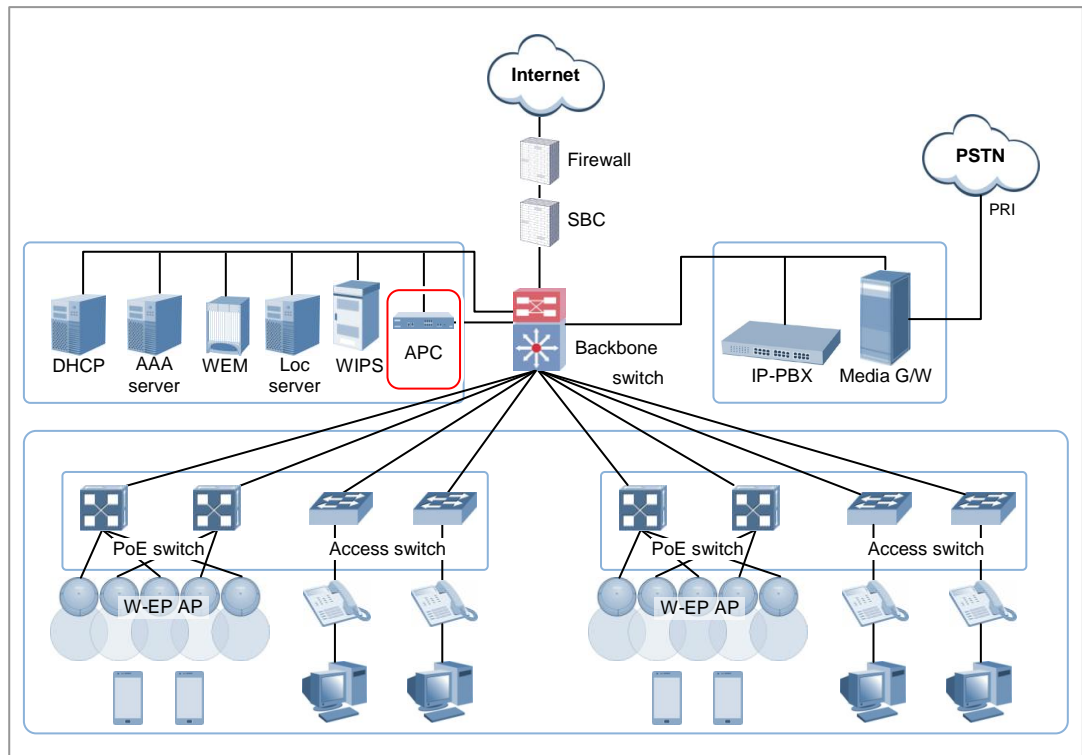 Internet
Firewall
PSTN
SBC
PRI
DHCP
AAA
server
WEM
Loc
server
WIPS
APC
Backbone
switch
IP-PBX
Media G/W
PoE switch
Access switch
PoE switch
Access switch
W-EP AP
W-EP AP